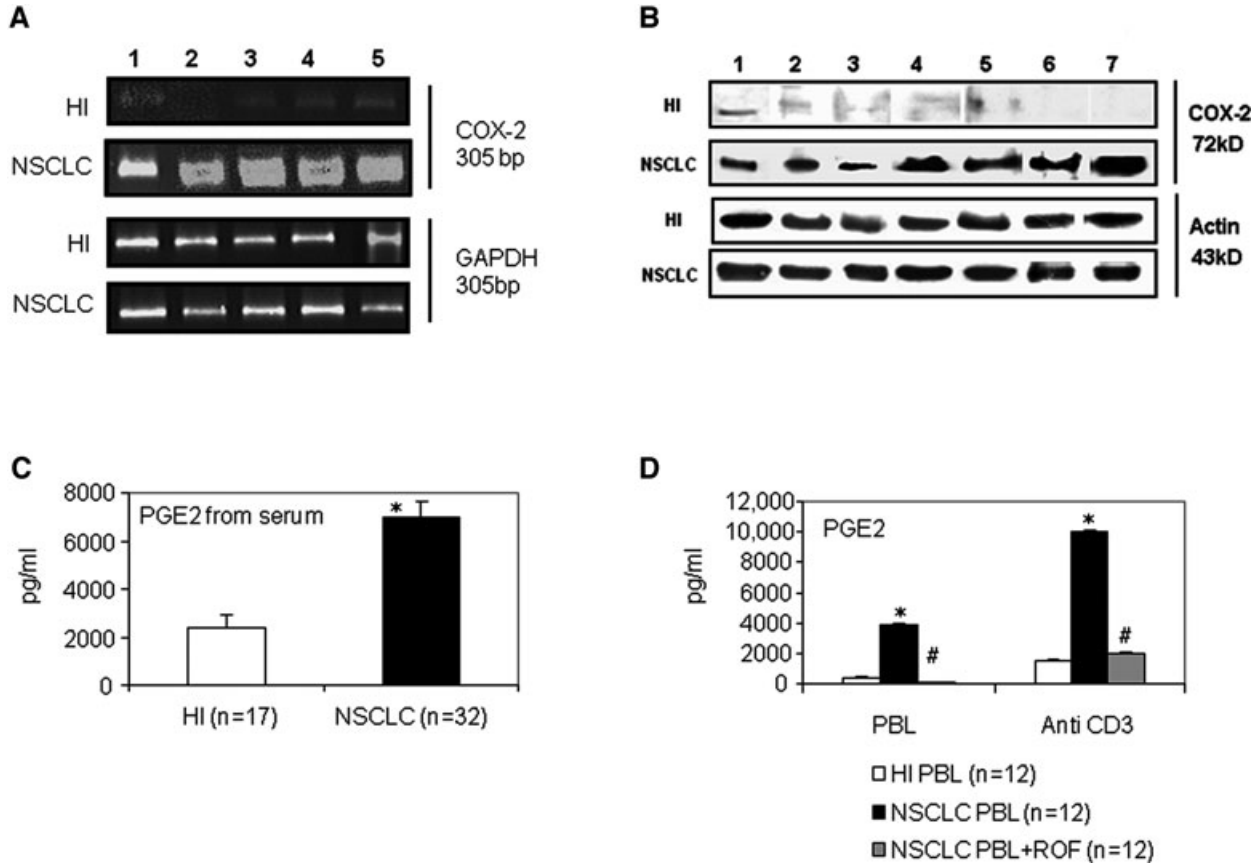 A
1 2 3 4 5
HI
NSCLC
COX-2
305 bp
HI
NSCLC
GAPDH
305bp
B
1 2 3 4 5 6 7
HI
NSCLC
COX-2
72kD
HI
NSCLC
Actin
43kD
C
PGE2 from serum
pg/ml
8000
6000
4000
2000
0
*
HI (n=17)
NSCLC (n=32)
D
PGE2
pg/ml
12,000
10,000
8000
6000
4000
2000
0
*
#
*
#
PBL
Anti CD3
HI PBL (n=12)
NSCLC PBL (n=12)
NSCLC PBL+ROF (n=12)